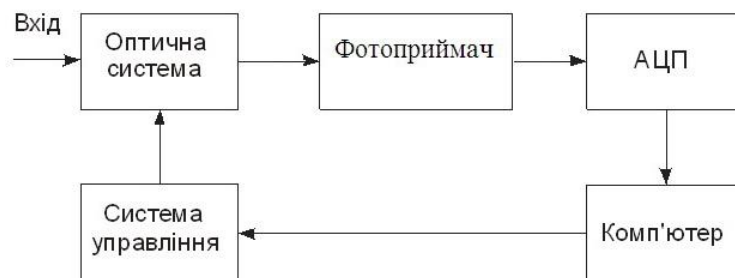 Вхід
Оптична
система
Фотоприймач
АЦП
Система
управління
Комп'ютер